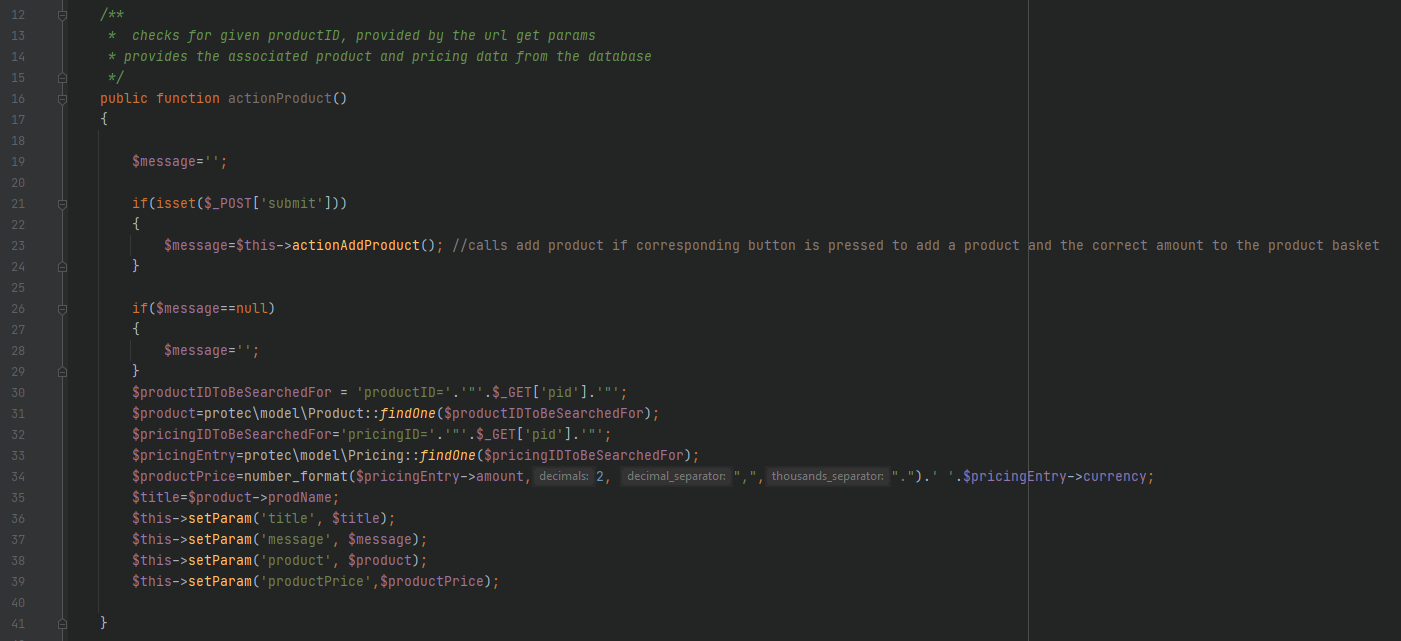 12 /**
13 * checks for given productID, provided by the url get params
14 * provides the associated product and pricing data from the database
15 */
16 public function actionProduct()
17 {
18
19 $message='';
20
21 if(isset($_POST['submit']))
22 {
23 $message=$this->actionAddProduct(); //calls add product if corresponding button is pressed to add a product and the correct amount to the product basket
24 }
25
26 if($message==null)
27 {
28 $message='';
29 }
30 $productIDToBeSearchedFor = 'productID='.'"'.$_GET['pid'].'"';
31 $product=protec\model\Product::findOne($productIDToBeSearchedFor);
32 $pricingIDToBeSearchedFor='pricingID='.'"'.$_GET['pid'].'"';
33 $pricingEntry=protec\model\Pricing::findOne($pricingIDToBeSearchedFor);
34 $productPrice=number_format($pricingEntry->amount, decimals: 2, decimal_separator: ",", thousands_separator: ".").' '.$pricingEntry->currency;
35 $title=$product->prodName;
36 $this->setParam('title', $title);
37 $this->setParam('message', $message);
38 $this->setParam('product', $product);
39 $this->setParam('productPrice',$productPrice);
40
41 }